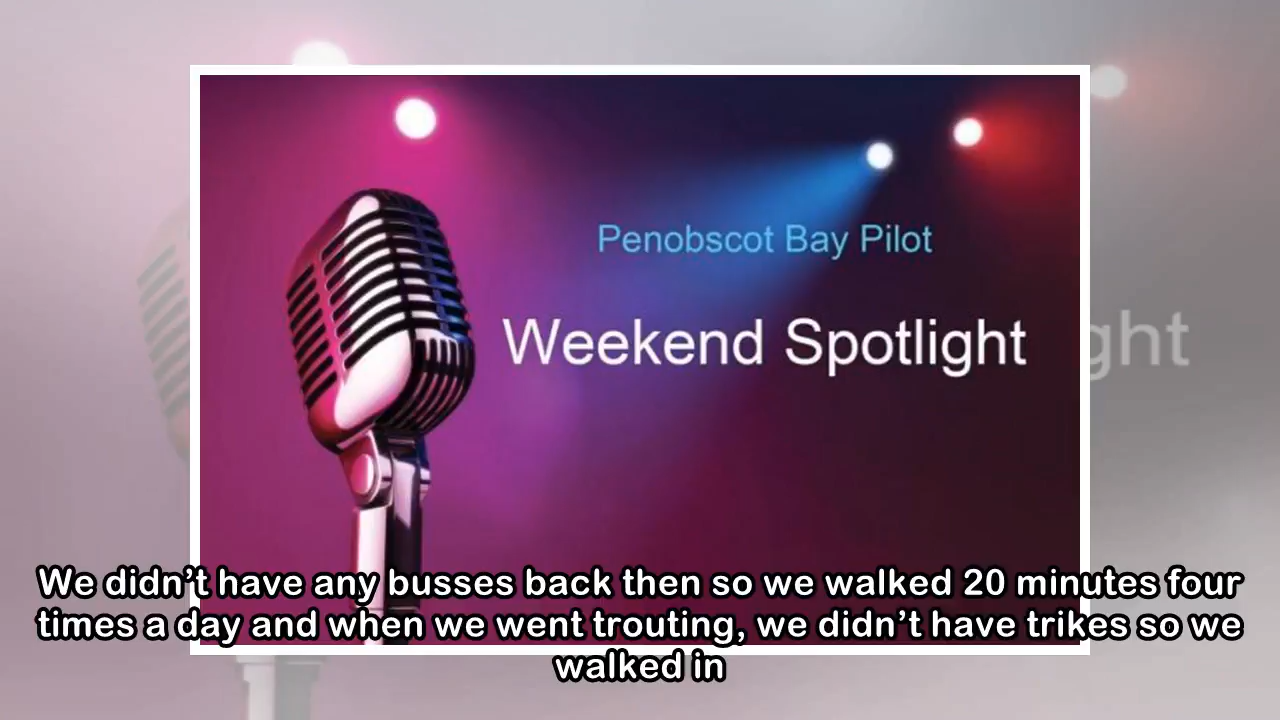 Penobscot Bay Pilot
Weekend Spotlight
ght
We didn’t have any busses back then so we walked 20 minutes four
times a day and when we went trouting, we didn’t have trikes so we
walked in